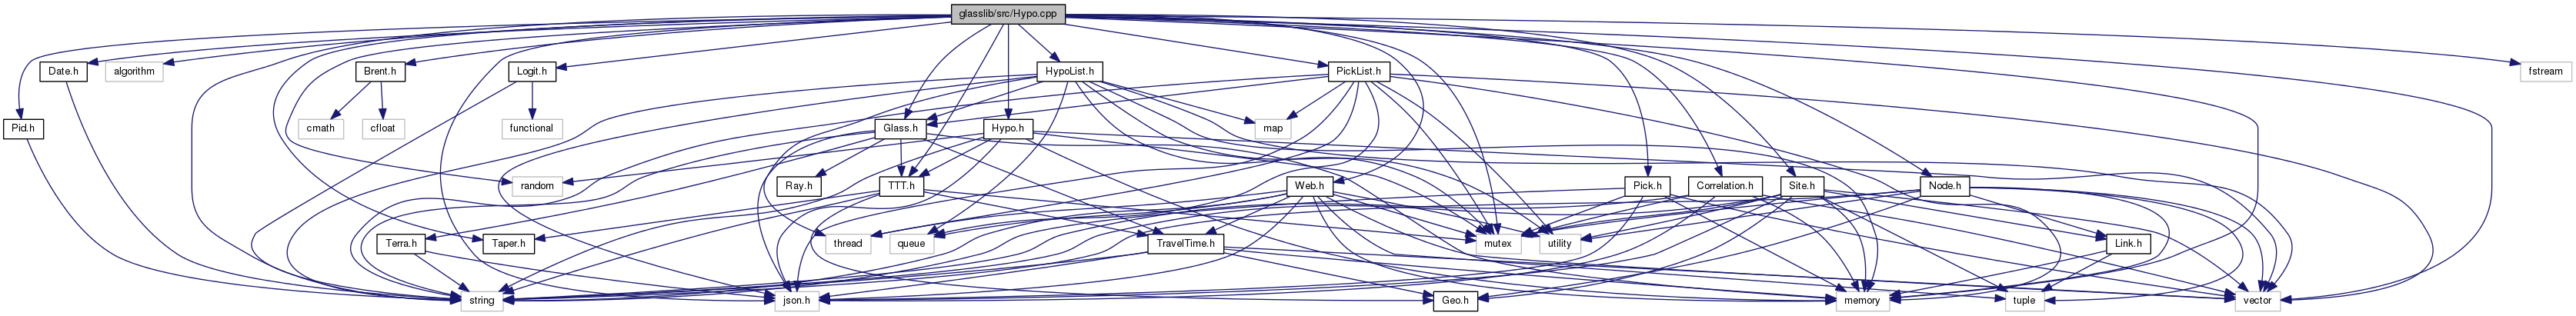 glasslib/src/Hypo.cpp
Date.h
algorithm
Brent.h
Logit.h
HypoList.h
PickList.h
fstream
Pid.h
cmath
cfloat
functional
Glass.h
Hypo.h
map
random
Ray.h
TTT.h
Web.h
Pick.h
Correlation.h
Site.h
Node.h
Terra.h
Taper.h
thread
queue
TravelTime.h
mutex
utility
Link.h
string
json.h
Geo.h
memory
tuple
vector